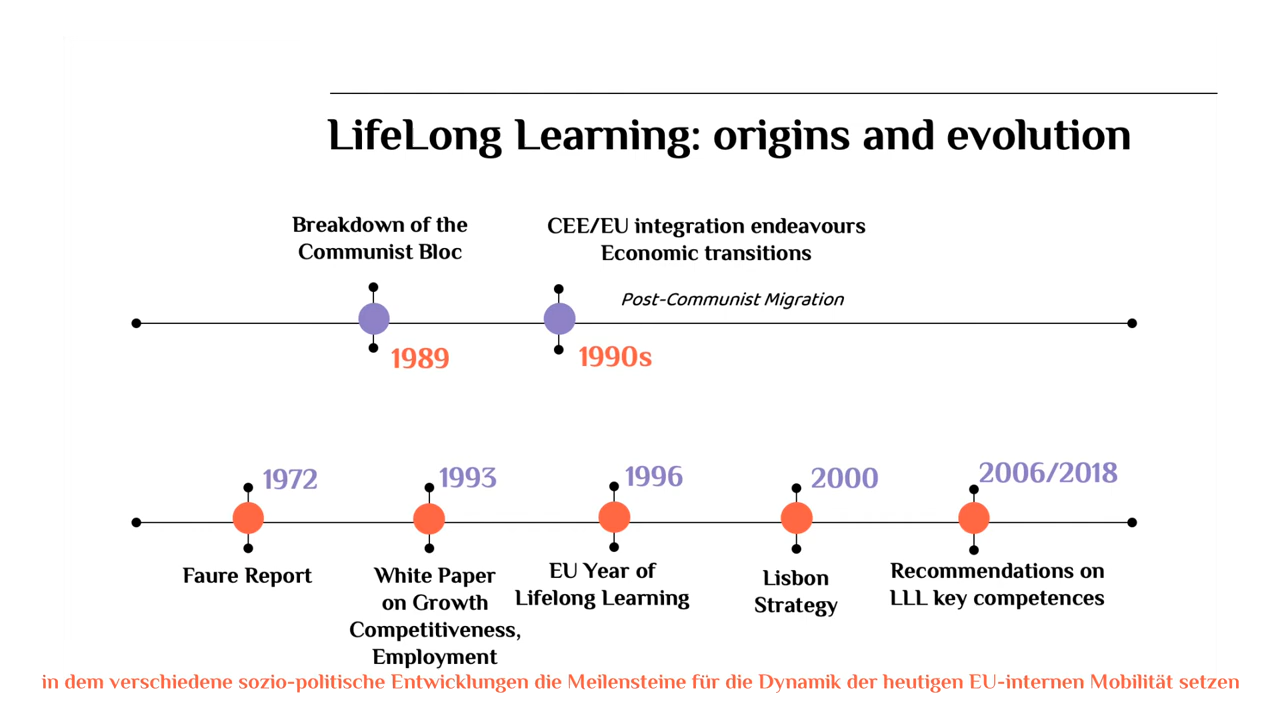 LifeLong Learning: origins and evolution
Breakdown of the
Communist Bloc
CEE/EU integration endeavours
Economic transitions
Post-Communist Migration
1989
1990s
1972
1993
1996
2000
2006/2018
Faure Report
White Paper
on Growth
Competitiveness,
Employment
EU Year of
Lifelong Learning
Lisbon
Strategy
Recommendations on
LLL key competences
in dem verschiedene sozio-politische Entwicklungen die Meilensteine für die Dynamik der heutigen EU-internen Mobilität setzen